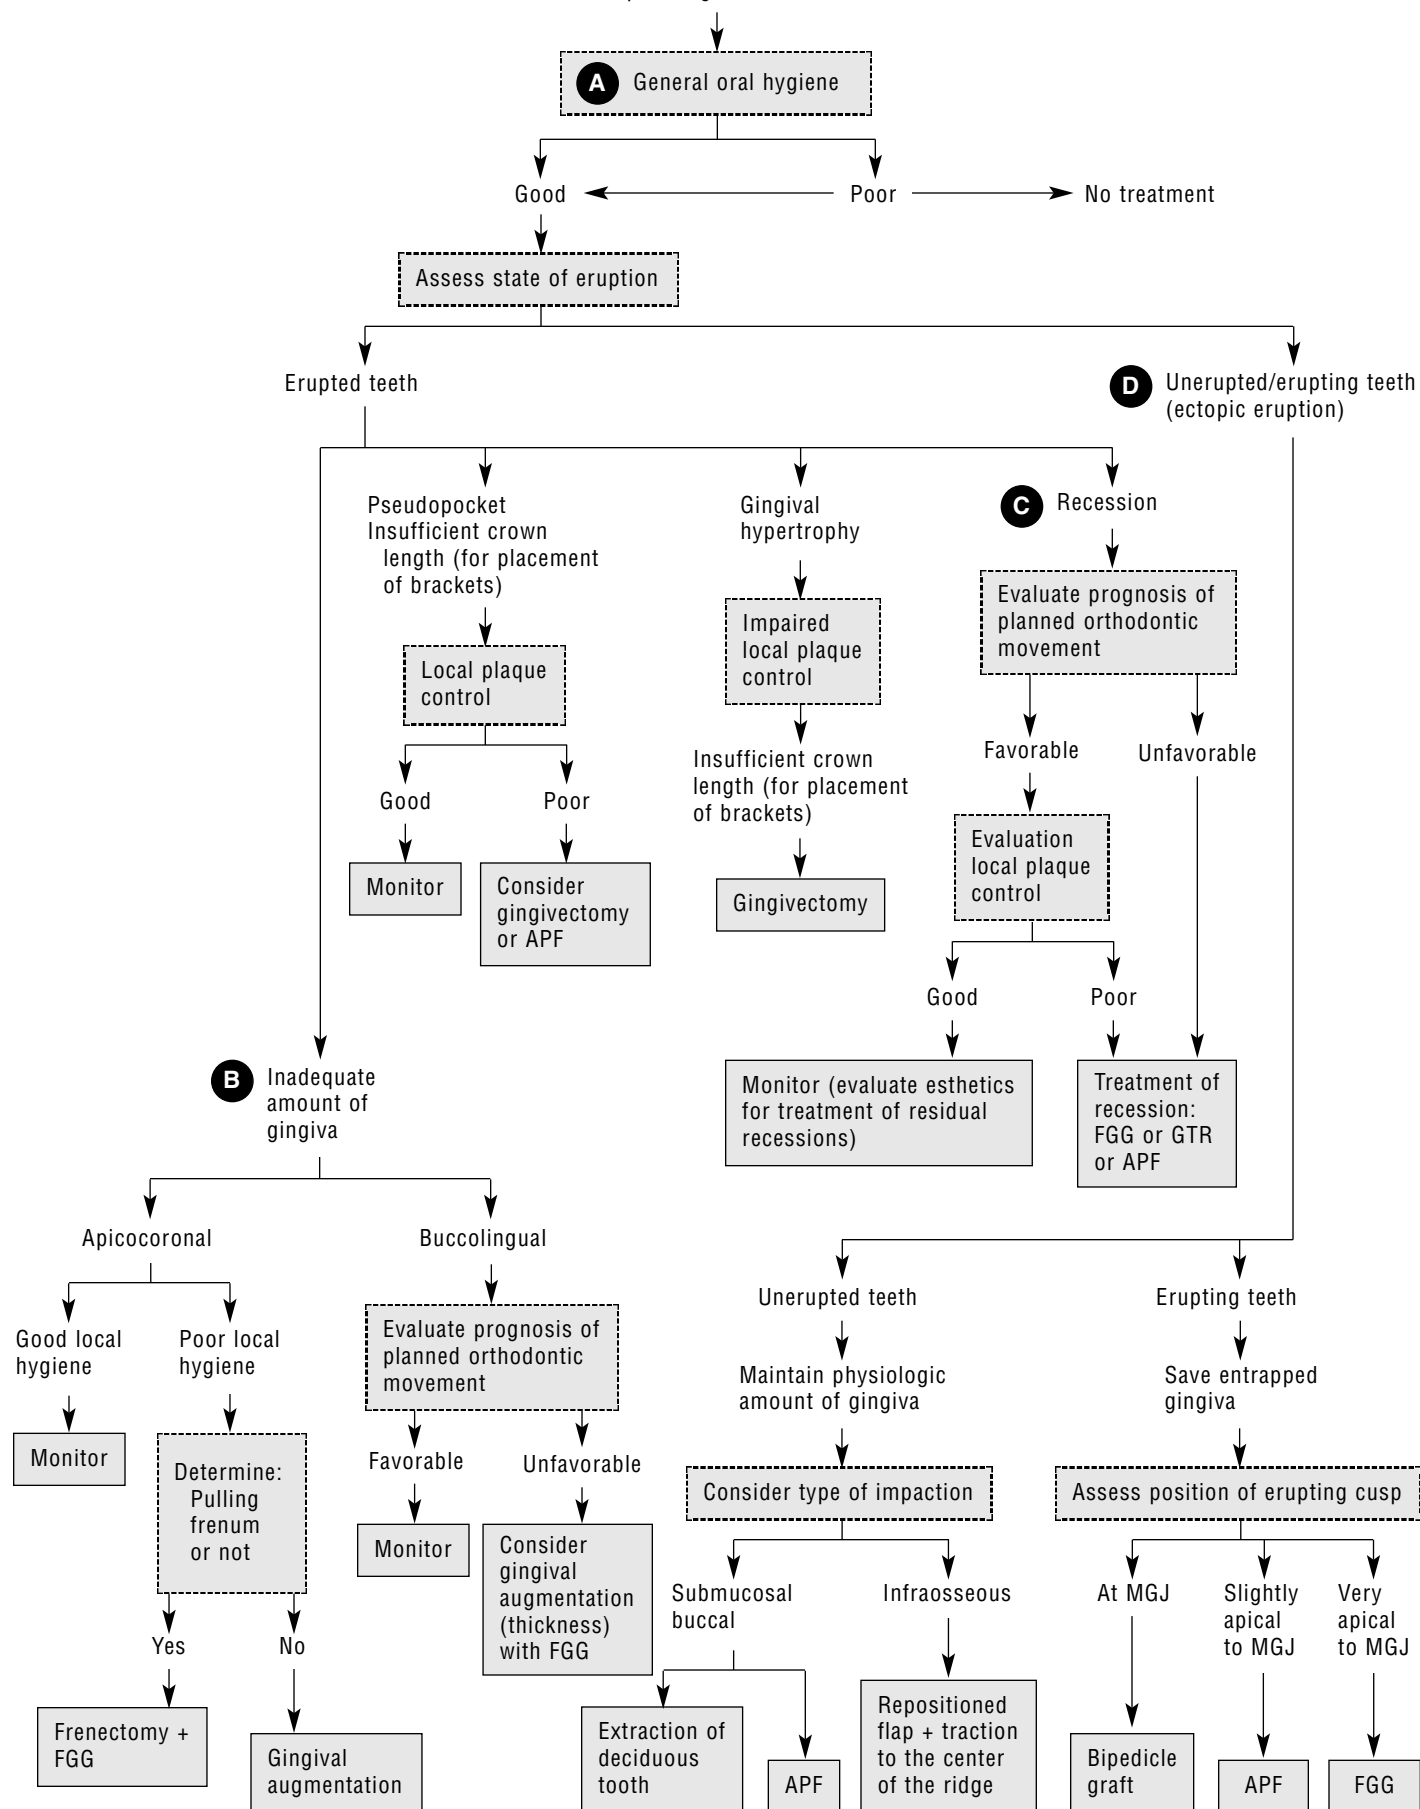 A General oral hygiene
Good
Poor
No treatment
Assess state of eruption
Erupted teeth
D Unerupted/erupting teeth
(ectopic eruption)
Pseudopocket
Insufficient crown
length (for placement
of brackets)
Gingival
hypertrophy
C Recession
Local plaque
control
Impaired
local plaque
control
Evaluate prognosis of
planned orthodontic
movement
Good
Poor
Insufficient crown
length (for placement
of brackets)
Favorable
Unfavorable
Monitor
Consider
gingivectomy
or APF
Gingivectomy
Evaluation
local plaque
control
Good
Poor
Monitor (evaluate esthetics
for treatment of residual
recessions)
Treatment of
recession:
FGG or GTR
or APF
B Inadequate
amount of
gingiva
Apicocoronal
Buccolingual
Good local
hygiene
Poor local
hygiene
Evaluate prognosis of
planned orthodontic
movement
Monitor
Determine:
Pulling
frenum
or not
Favorable
Unfavorable
Monitor
Consider
gingival
augmentation
(thickness)
with FGG
Yes
No
Frenectomy +
FGG
Gingival
augmentation
Unerupted teeth
Erupting teeth
Maintain physiologic
amount of gingiva
Save entrapped
gingiva
Consider type of impaction
Assess position of erupting cusp
Submucosal
buccal
Infraosseous
At MGJ
Slightly
apical
to MGJ
Very
apical
to MGJ
Extraction of
deciduous
tooth
APF
Repositioned
flap + traction
to the center
of the ridge
Bipedicle
graft
APF
FGG